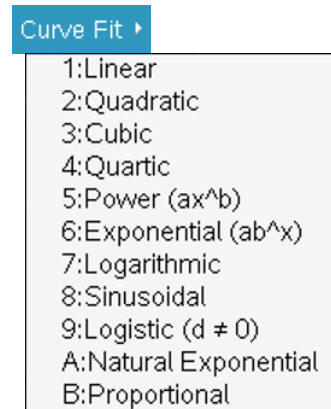 Curve Fit ▸
1:Linear
2:Quadratic
3:Cubic
4:Quartic
5:Power (ax^b)
6:Exponential (ab^x)
7:Logarithmic
8:Sinusoidal
9:Logistic (d ≠ 0)
A:Natural Exponential
B:Proportional